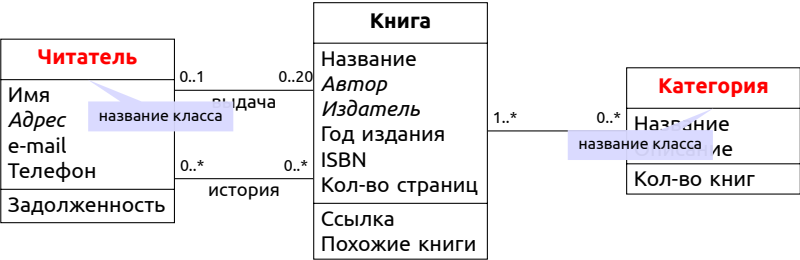 Читатель
Имя
Адрес
e-mail
Телефон
Задолженность
название класса
0..1
0..20
выдача
0..*
0..*
история
Книга
Название
Автор
Издатель
Год издания
ISBN
Кол-во страниц
Ссылка
Похожие книги
1..*
0..*
Категория
Название
Описание
Кол-во книг
название класса